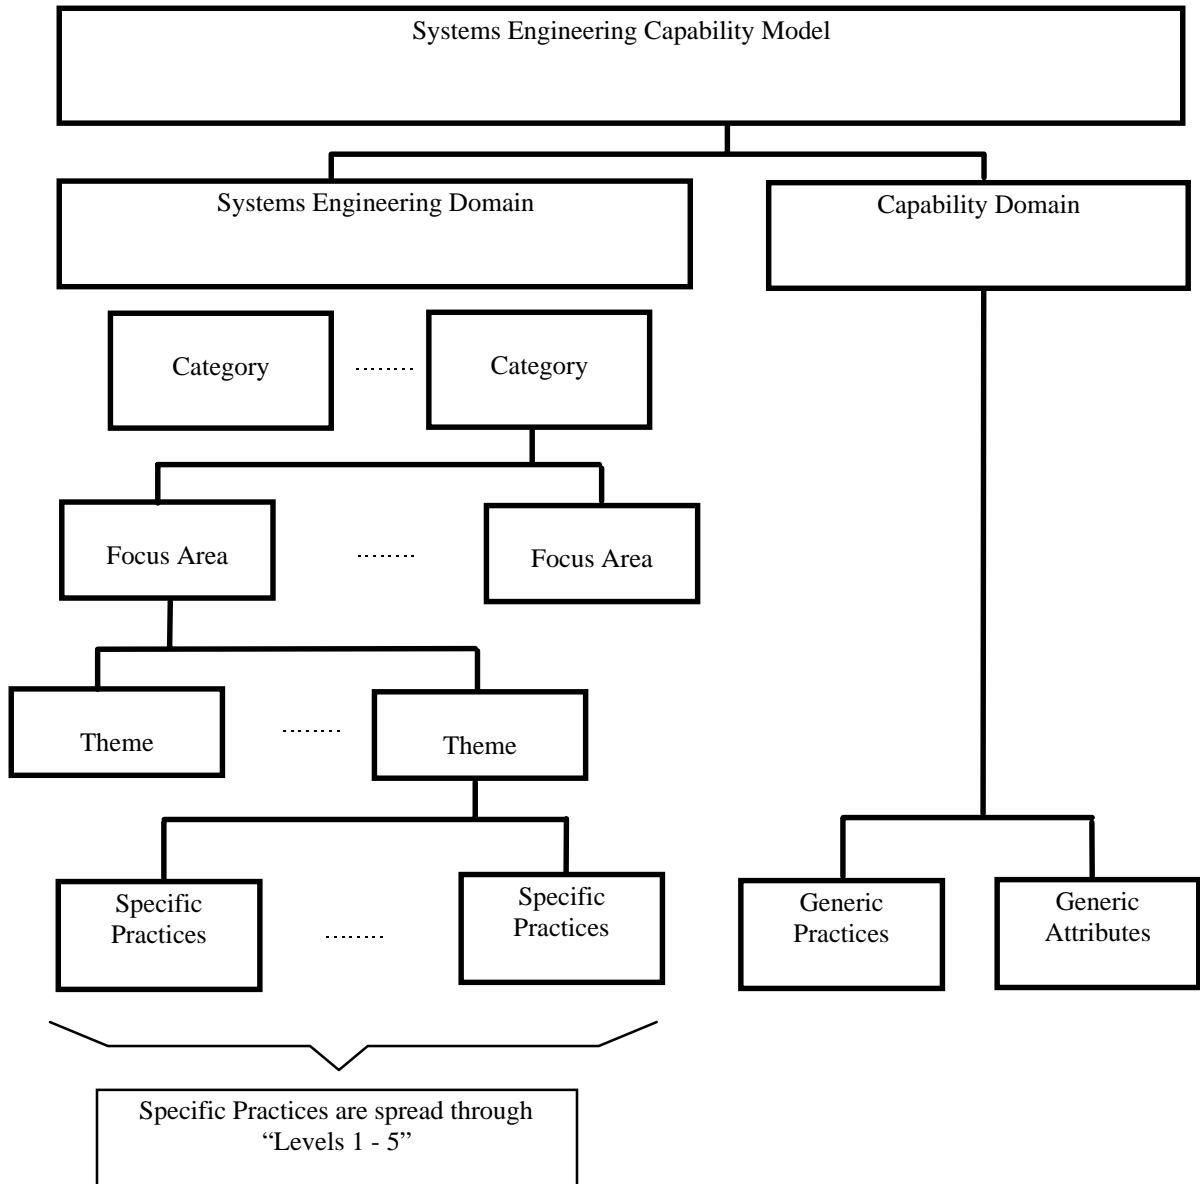 Systems Engineering Capability Model
Systems Engineering Domain
Capability Domain
Category
Category
Focus Area
Focus Area
Theme
Theme
Specific
Practices
Specific
Practices
Generic
Practices
Generic
Attributes
Specific Practices are spread through
“Levels 1 - 5”